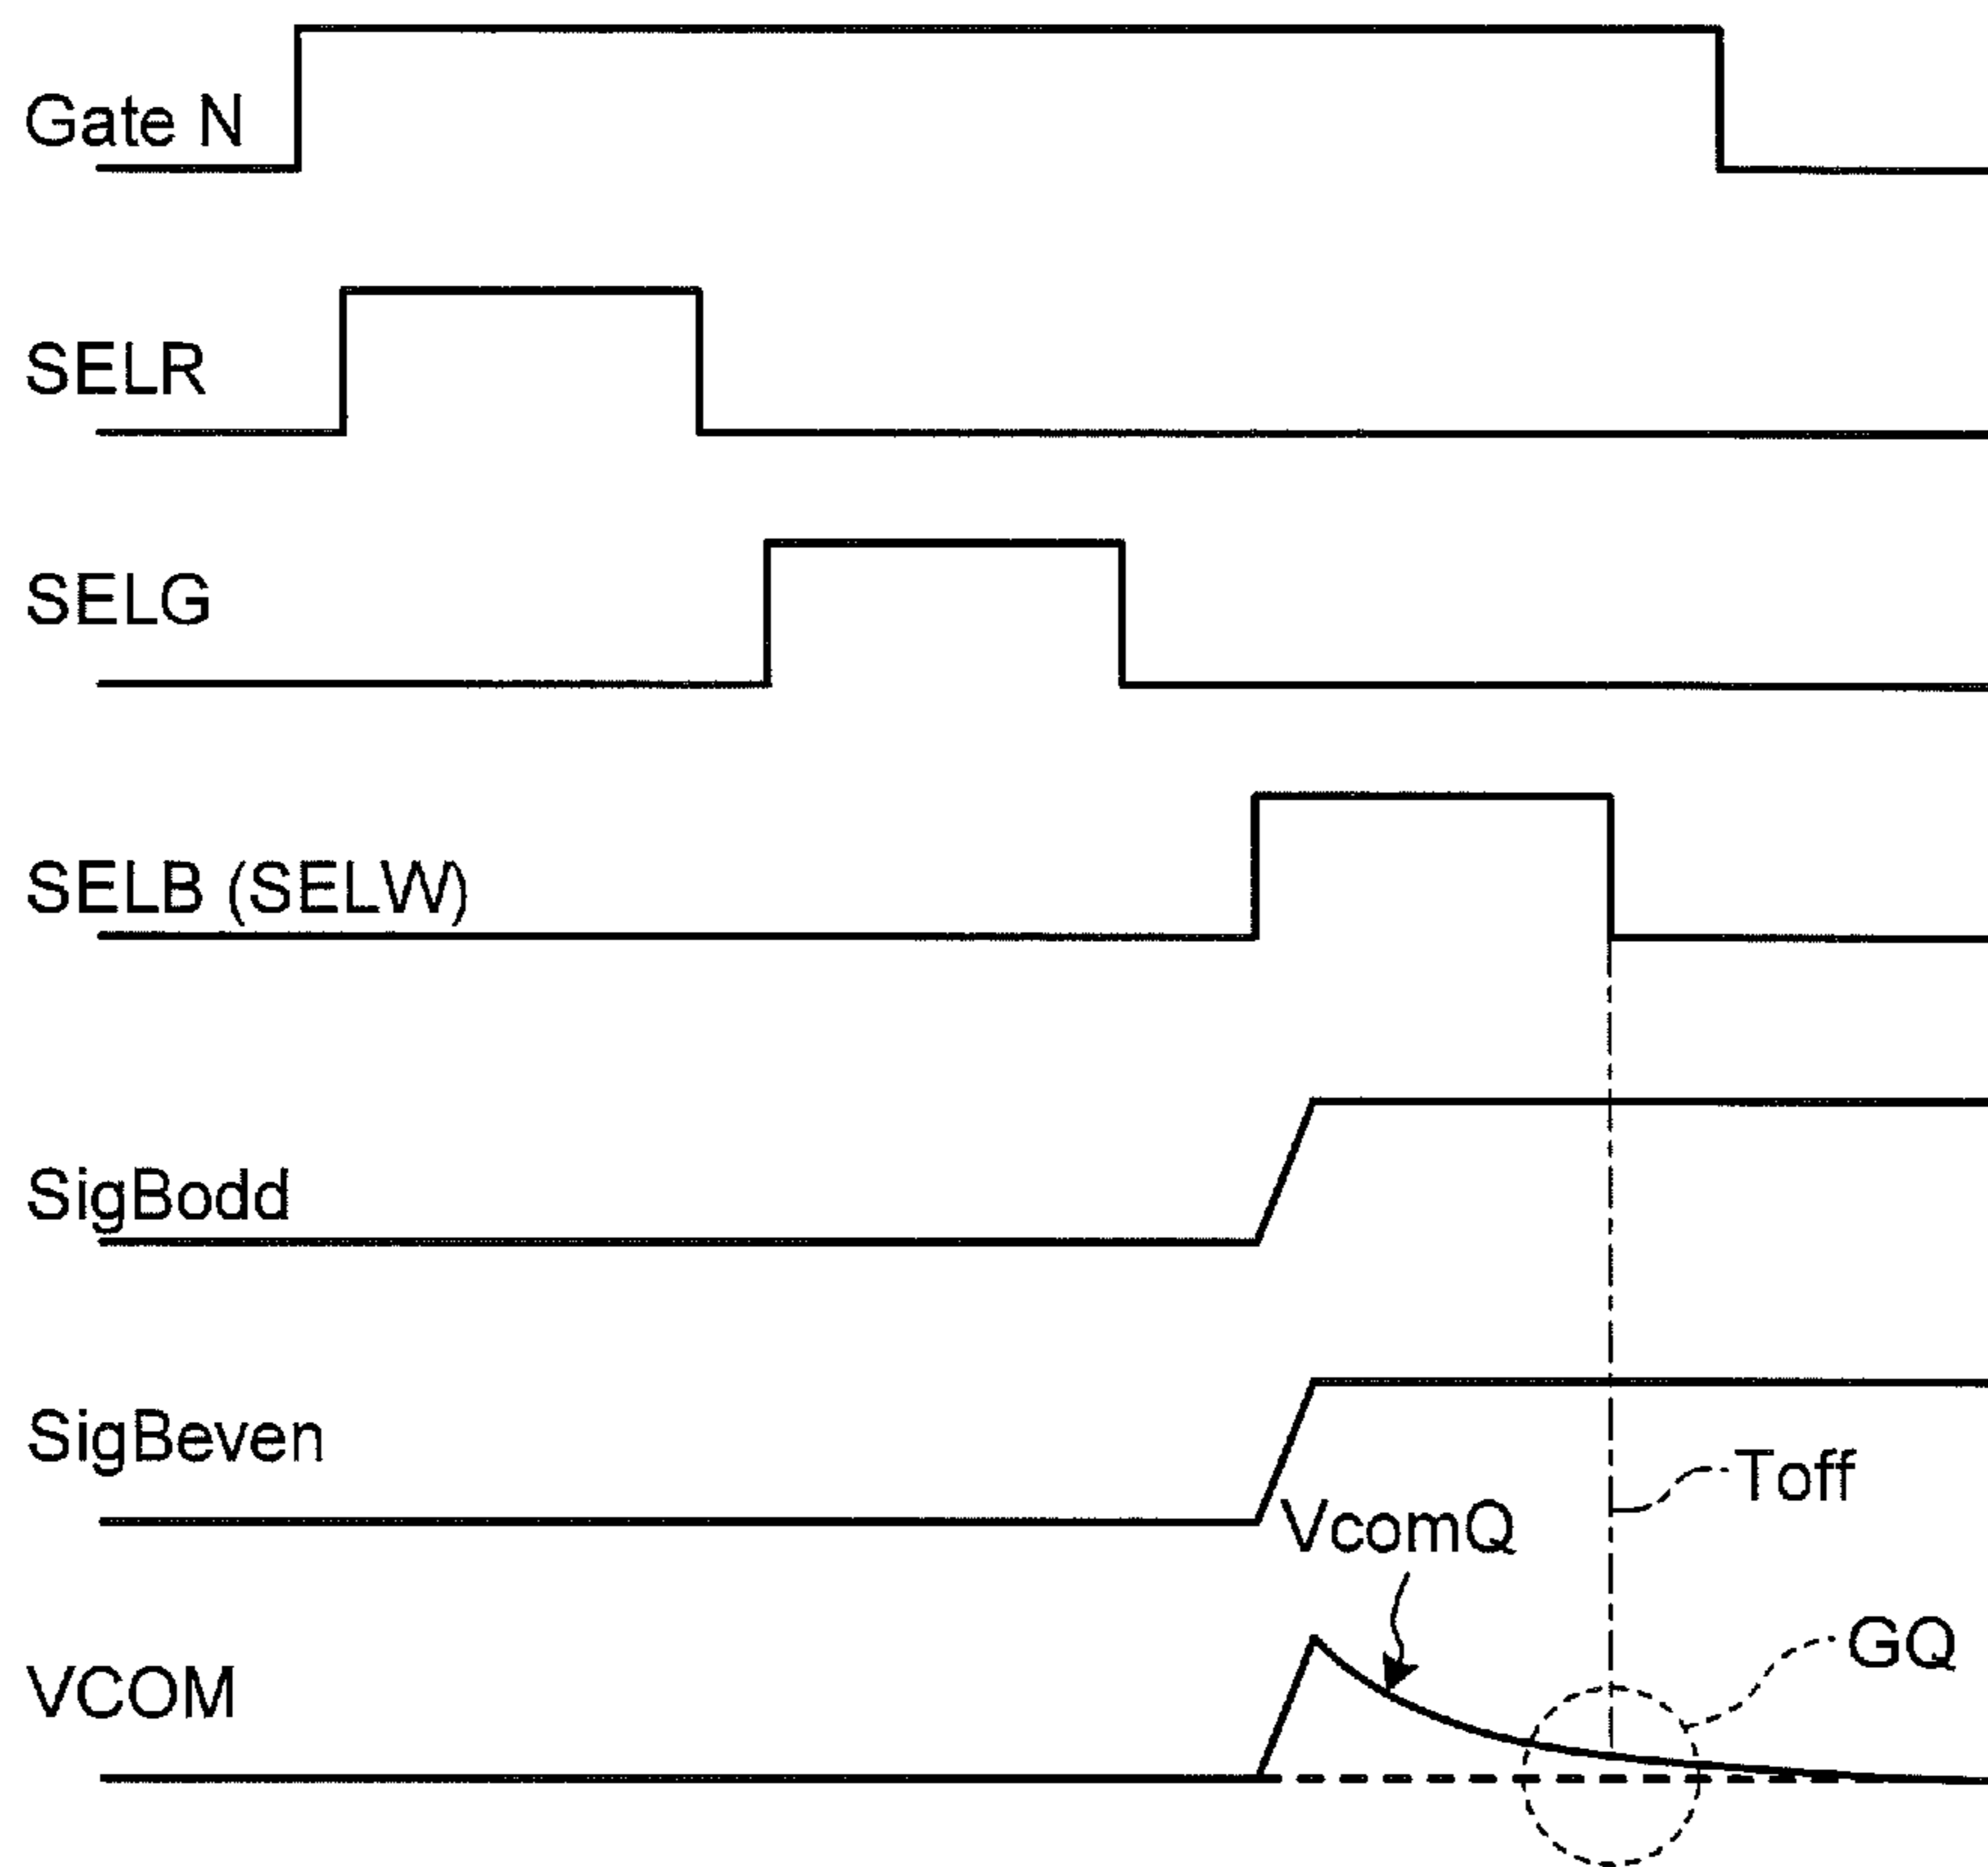 Gate N
SELR
SELG
SELB (SELW)
SigBodd
SigBeven
Toff
VcomQ
GQ
VCOM